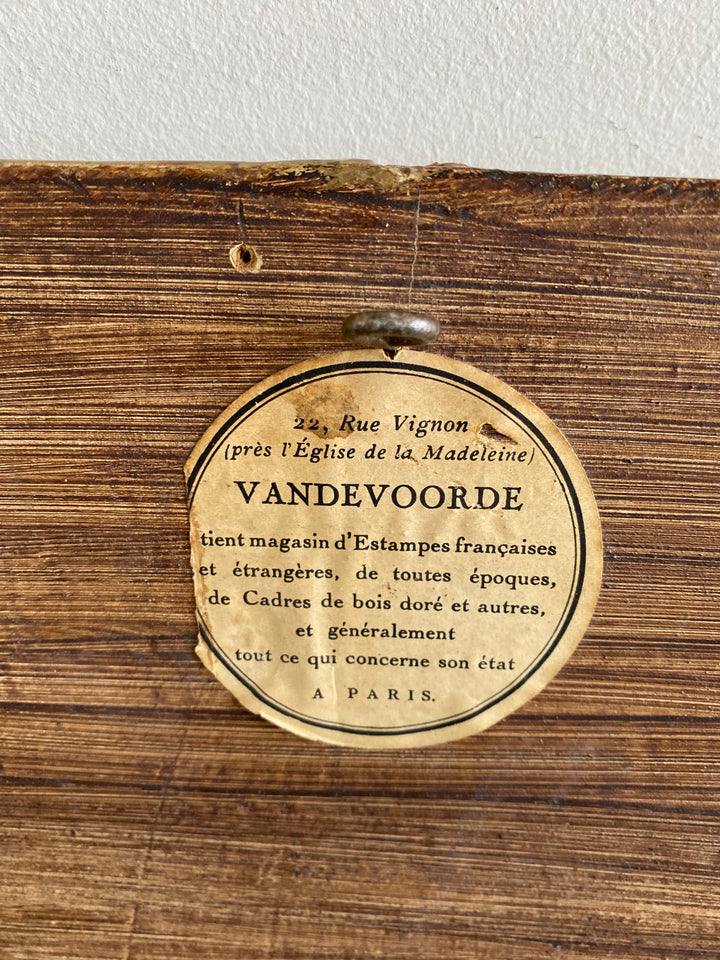 22, Rue Vignon
(près l'Église de la Madeleine)
VANDEVOORDE
tient magasin d'Estampes françaises
et étrangères, de toutes époques,
de Cadres de bois doré et autres,
et généralement
tout ce qui concerne son état
A PARIS.